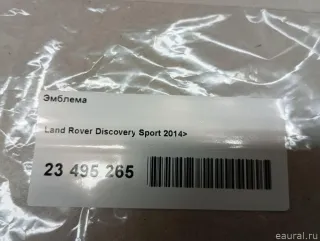 Эмблема
Land Rover Discovery Sport 2014>
23 495 265
eaural.ru